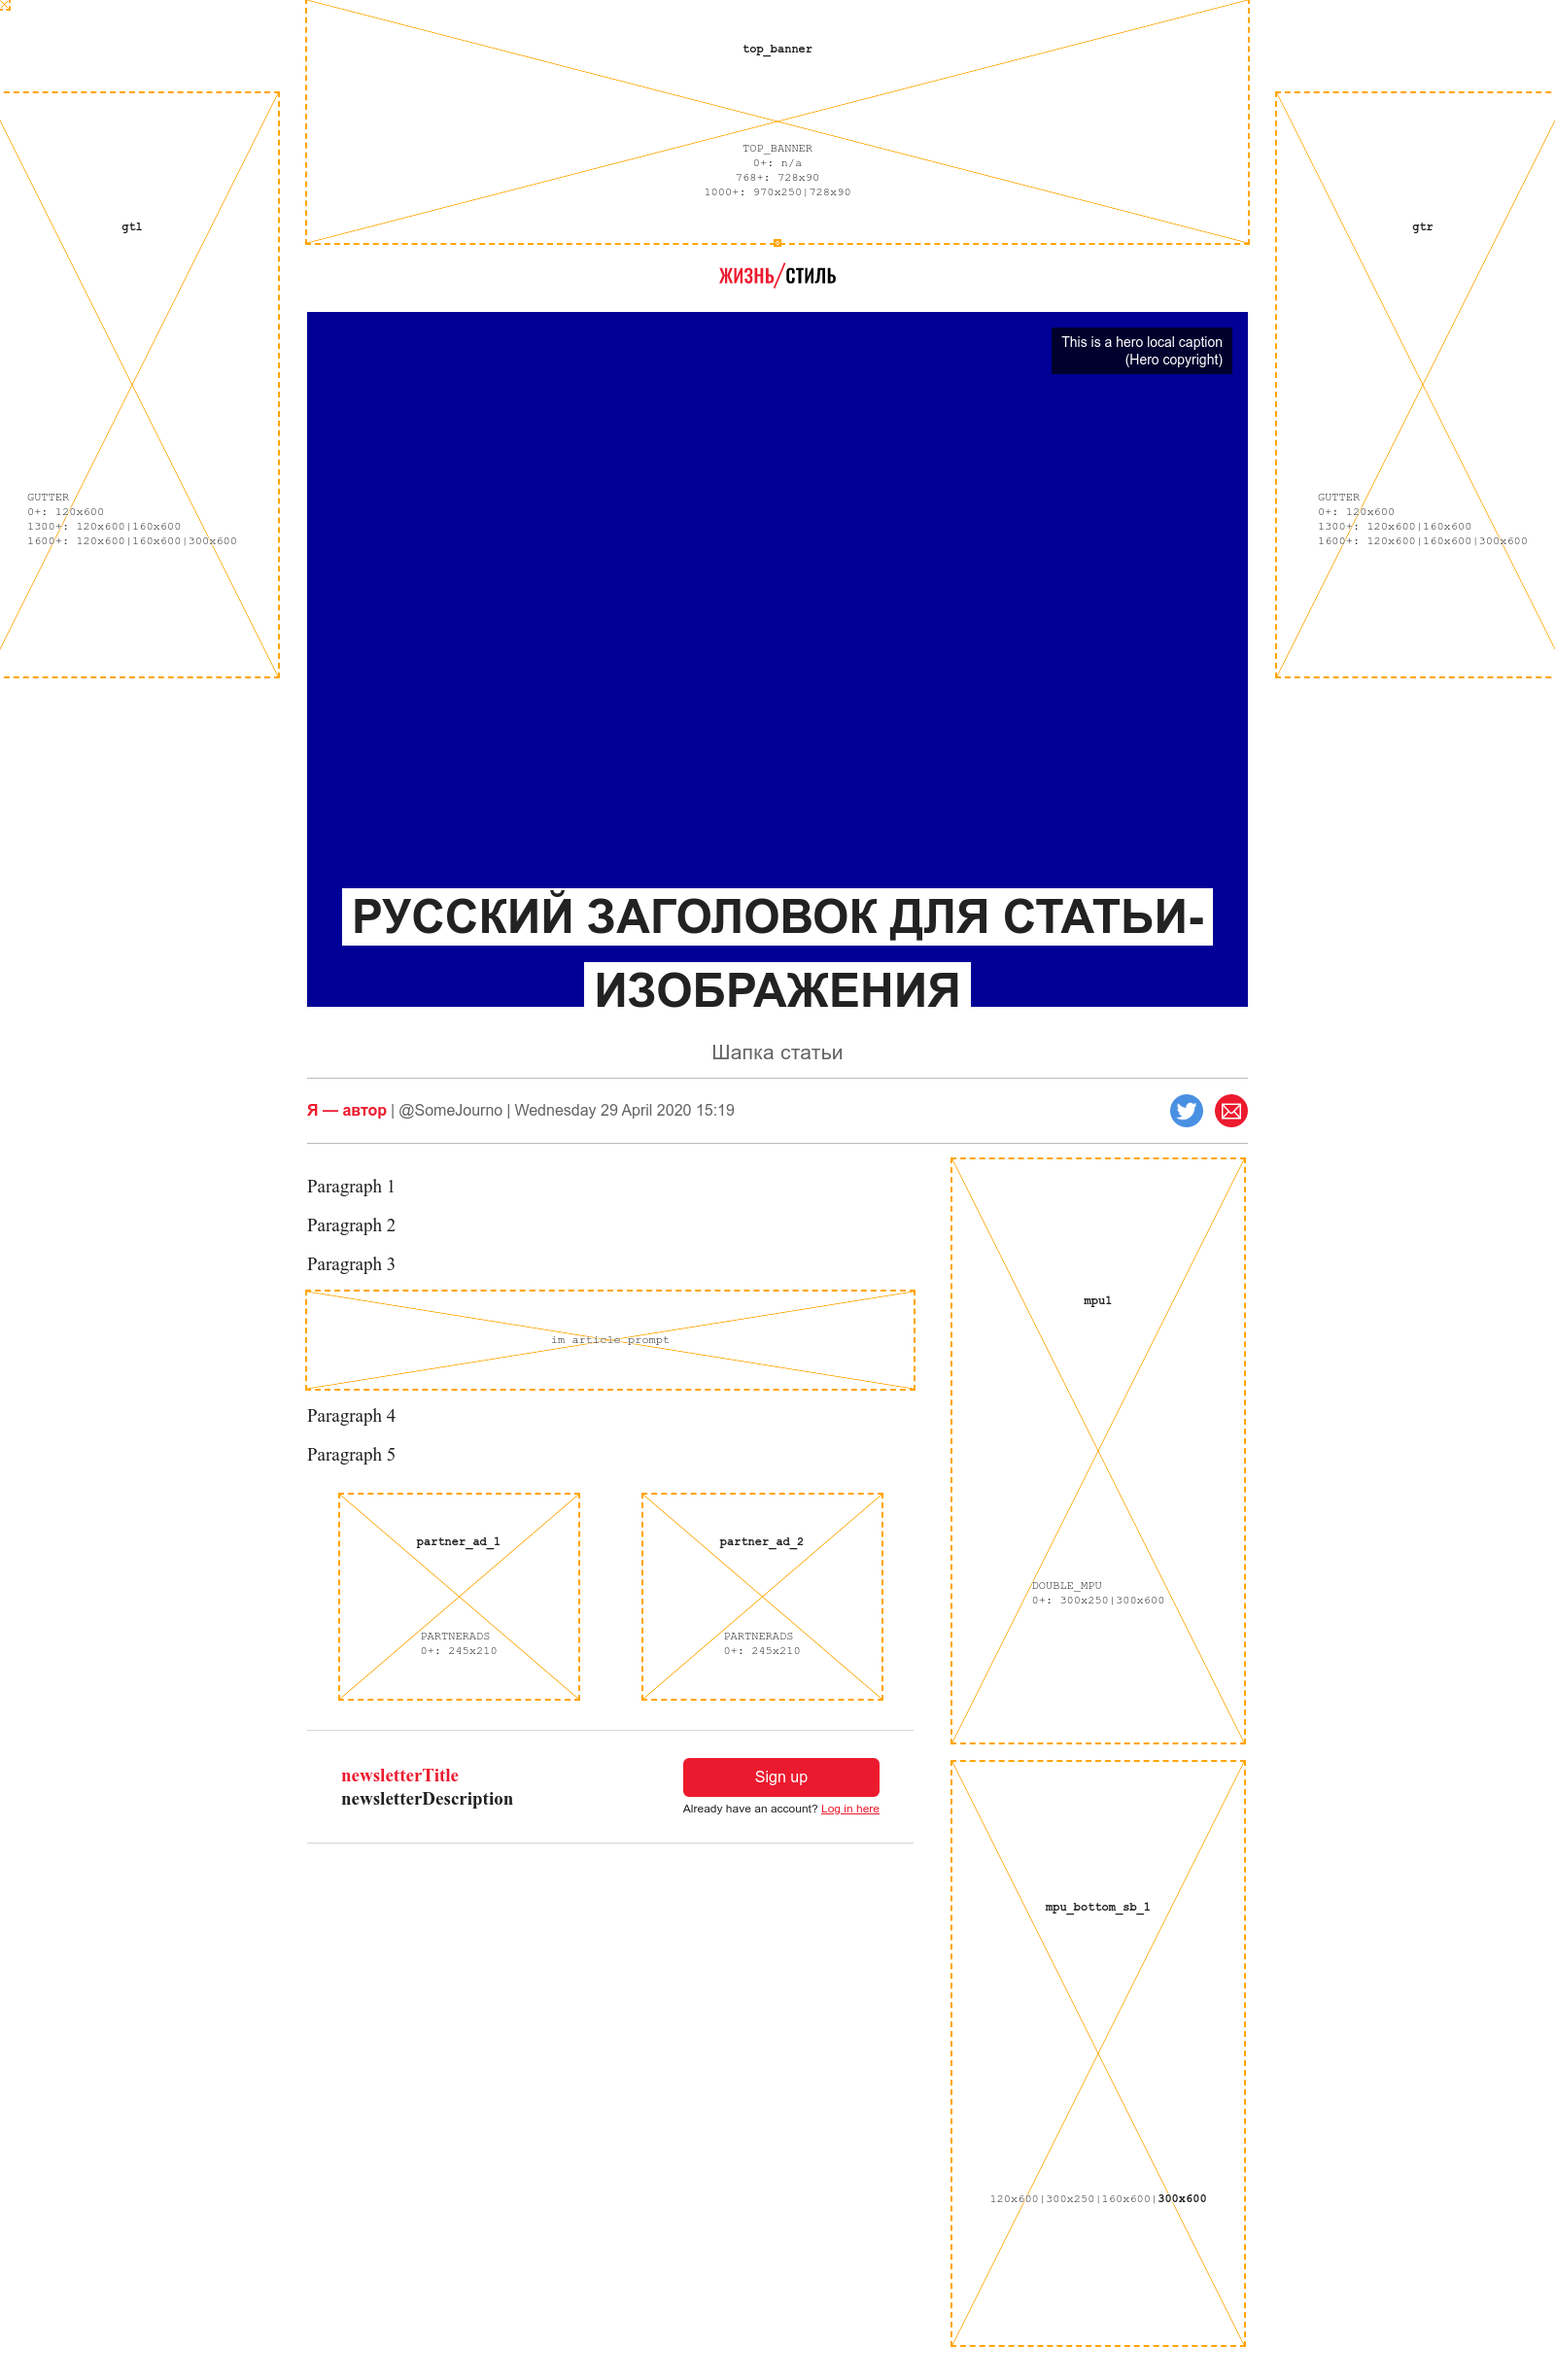 top_banner
TOP_BANNER
0+: n/a
768+: 728x90
1000+: 970x250|728x90
gtl
GUTTER
0+: 120x600
1300+: 120x600|160x600
1600+: 120x600|160x600|300x600
gtr
GUTTER
0+: 120x600
1300+: 120x600|160x600
1600+: 120x600|160x600|300x600
ЖИЗНЬ/СТИЛЬ
This is a hero local caption
(Hero copyright)
РУССКИЙ ЗАГОЛОВОК ДЛЯ СТАТЬИ-
ИЗОБРАЖЕНИЯ
Шапка статьи
Я — автор | @SomeJourno | Wednesday 29 April 2020 15:19
Paragraph 1
Paragraph 2
Paragraph 3
im article prompt
Paragraph 4
Paragraph 5
partner_ad_1
PARTNERADS
0+: 245x210
partner_ad_2
PARTNERADS
0+: 245x210
mpu1
DOUBLE_MPU
0+: 300x250|300x600
newsletterTitle
newsletterDescription
Sign up
Already have an account? Log in here
mpu_bottom_sb_1
120x600|300x250|160x600|300x600